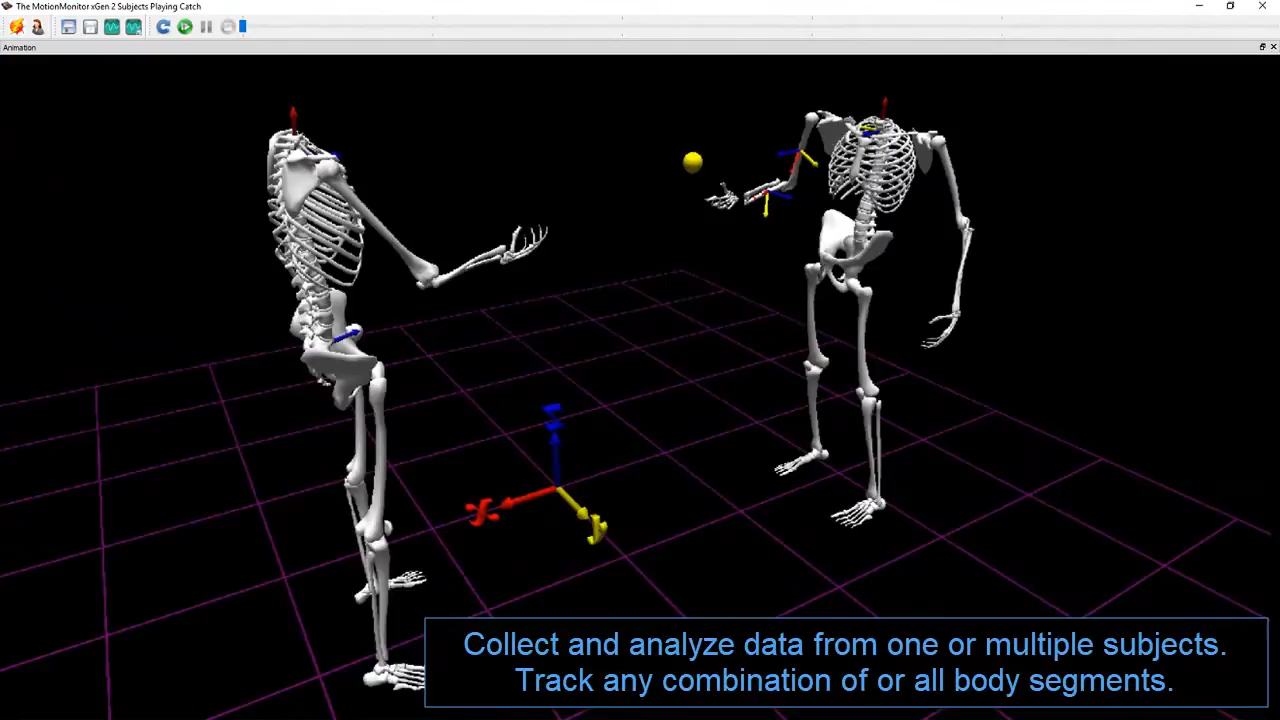 The MotionMonitor xGen 2 Subjects Playing Catch
Animation
Z
X
y
Collect and analyze data from one or multiple subjects.
Track any combination of or all body segments.